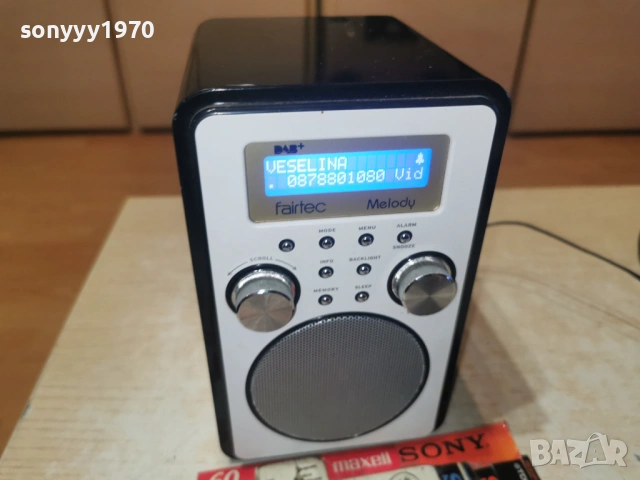 sonyyy1970
DAB+
VESELINA
0878801080 Vid
fairtec Melody
MODE MENU ALARM
SNOOZE
SCROLL INFO BACKLIGHT
MEMORY SLEEP
60 maxell SONY
BAZAR
bg